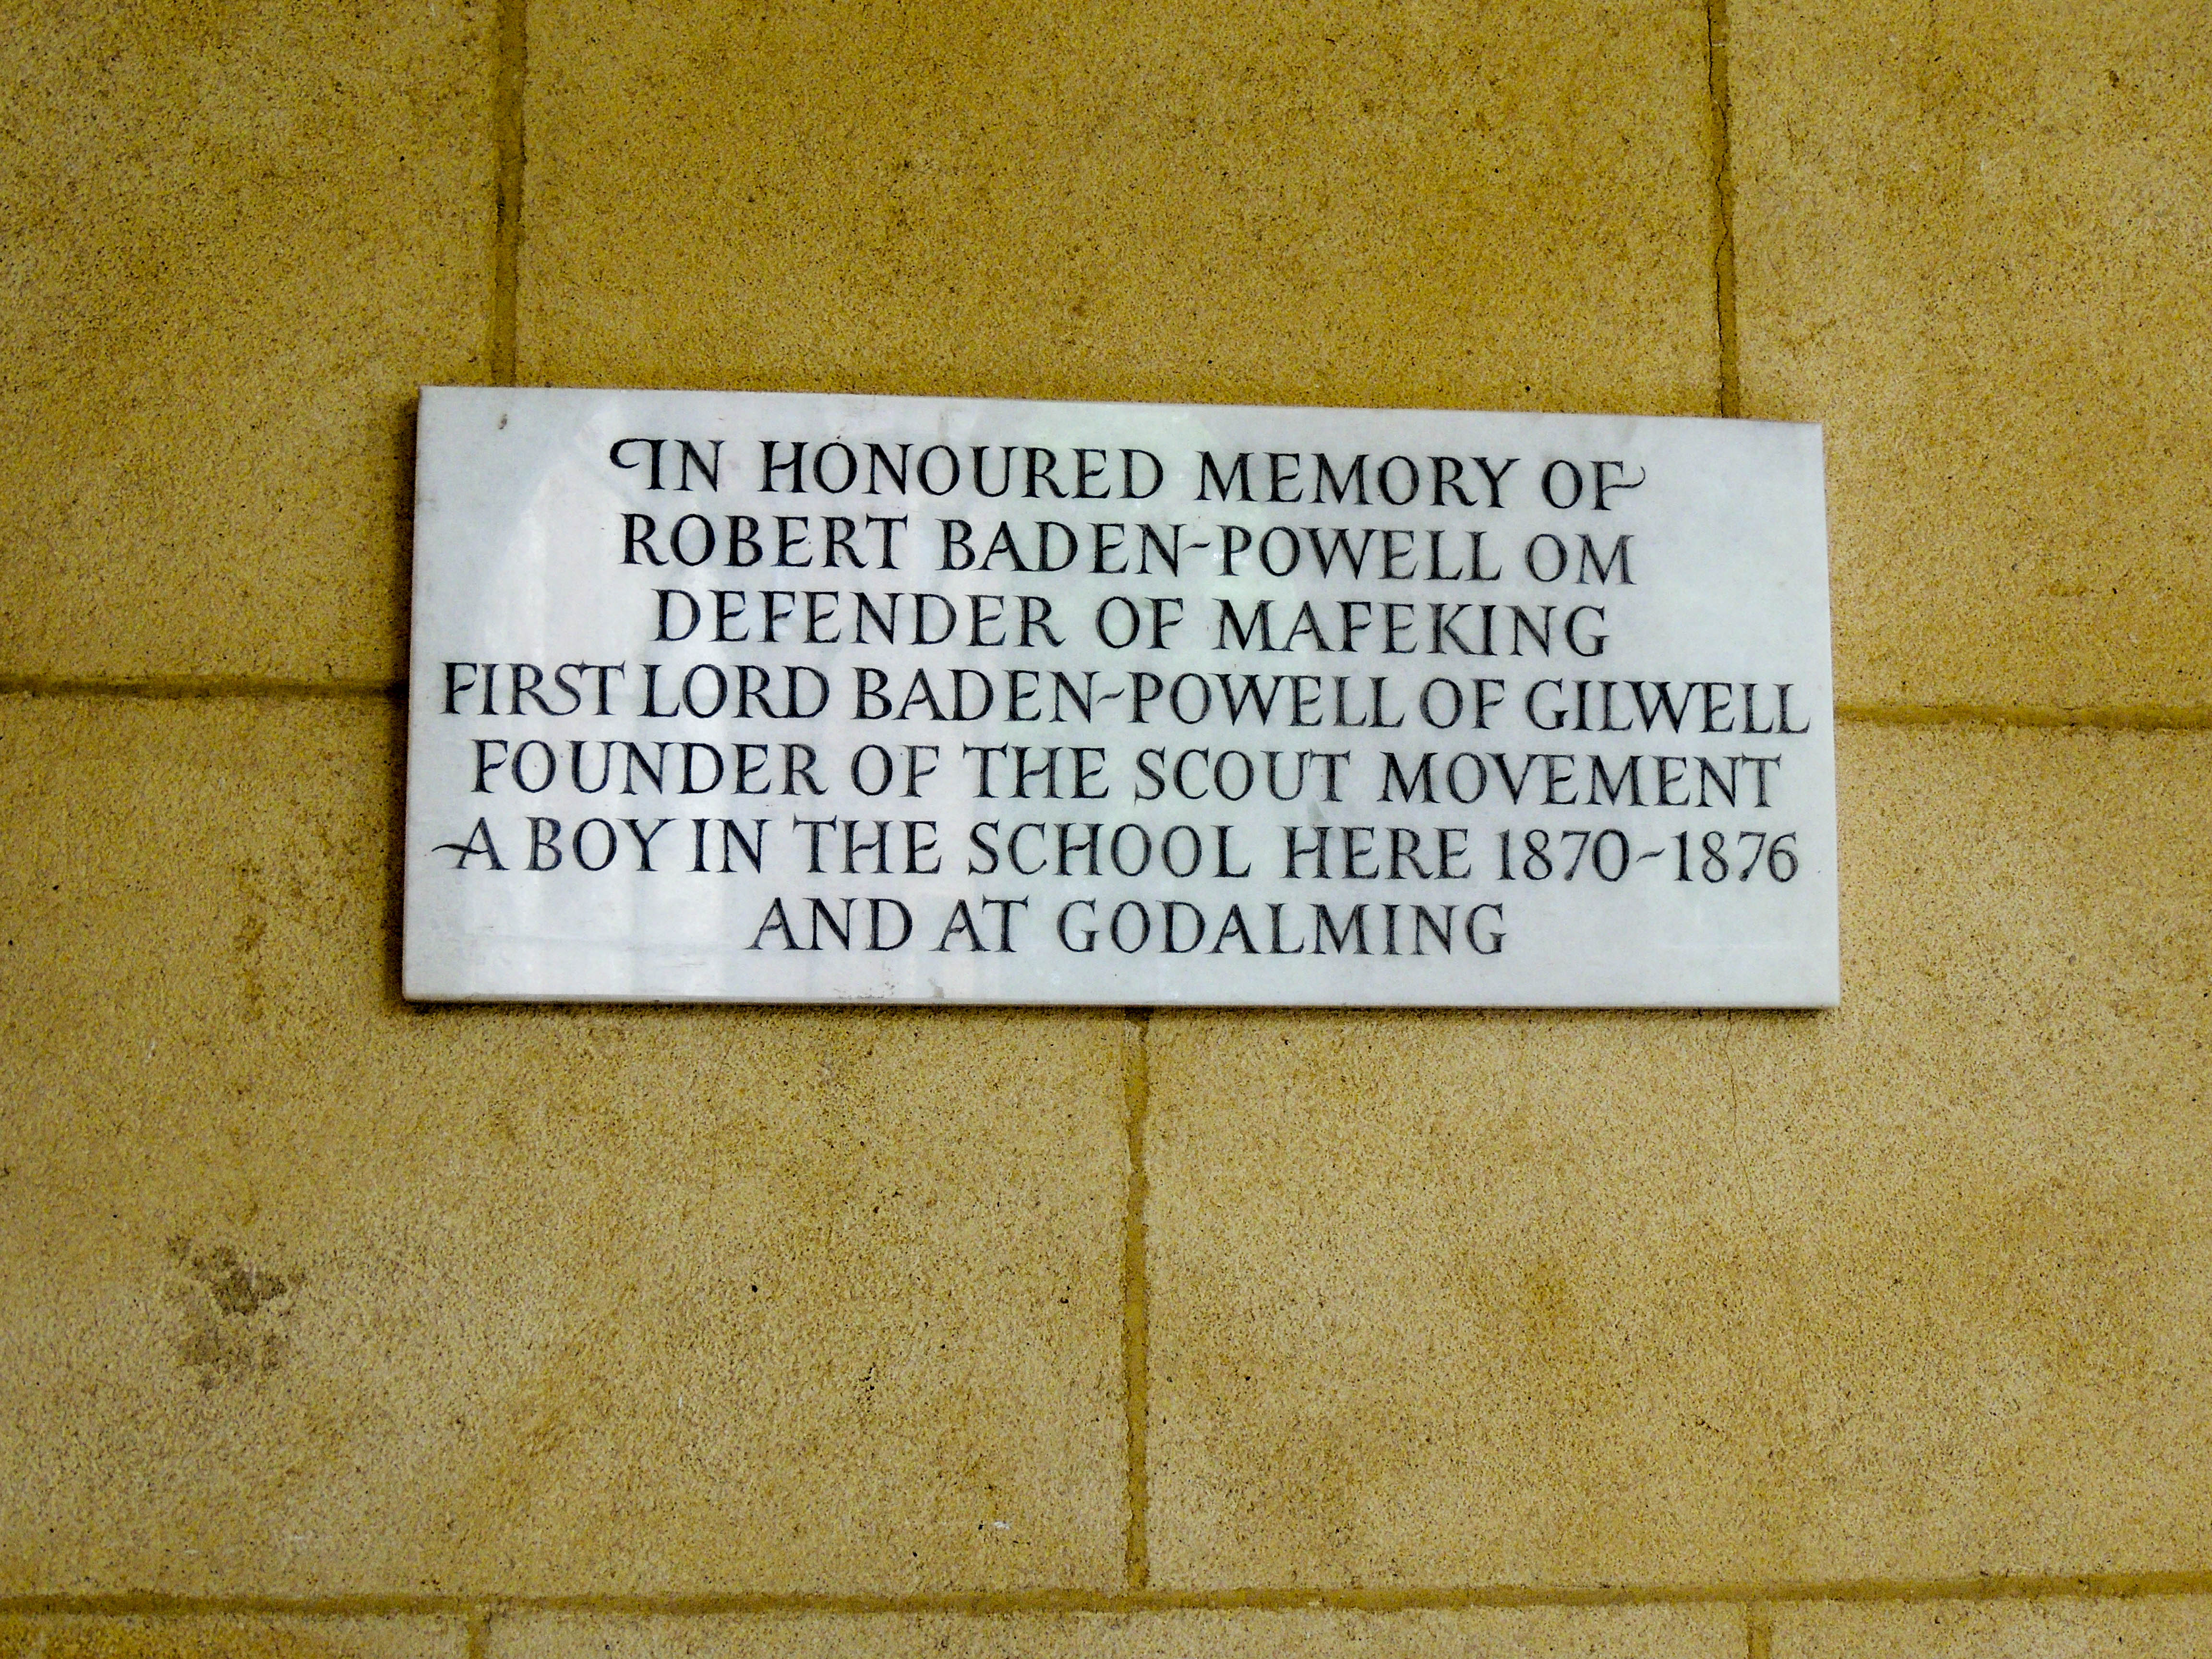 IN HONOURED MEMORY OF
ROBERT BADEN-POWELL OM
DEFENDER OF MAFEKING
FIRST LORD BADEN-POWELL OF GILWELL
FOUNDER OF THE SCOUT MOVEMENT
A BOY IN THE SCHOOL HERE 1870-1876
AND AT GODALMING